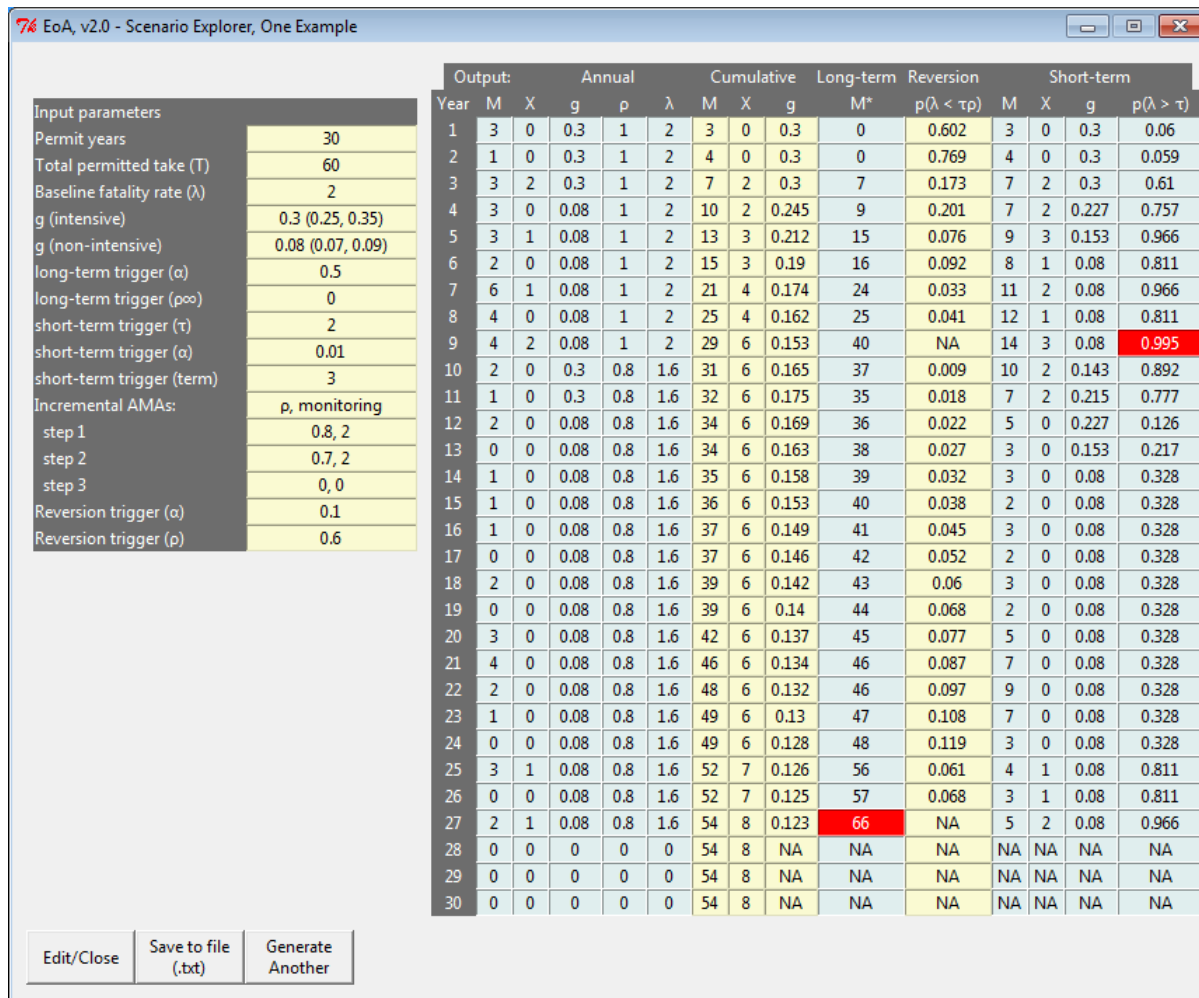 EoA, v2.0 - Scenario Explorer, One Example
Output: Annual Cumulative Long-term Reversion Short-term
Year M X g ρ λ M X g M* p(λ < τρ) M X g p(λ > τ)
Input parameters
Permit years 30
Total permitted take (T) 60
Baseline fatality rate (λ) 2
g (intensive) 0.3 (0.25, 0.35)
g (non-intensive) 0.08 (0.07, 0.09)
long-term trigger (α) 0.5
long-term trigger (ρ∞) 0
short-term trigger (τ) 2
short-term trigger (α) 0.01
short-term trigger (term) 3
Incremental AMAs: ρ, monitoring
step 1 0.8, 2
step 2 0.7, 2
step 3 0, 0
Reversion trigger (α) 0.1
Reversion trigger (ρ) 0.6
1 3 0 0.3 1 2 3 0 0.3 0 0.602 3 0 0.3 0.06
2 1 0 0.3 1 2 4 0 0.3 0 0.769 4 0 0.3 0.059
3 3 2 0.3 1 2 7 2 0.3 7 0.173 7 2 0.3 0.61
4 3 0 0.08 1 2 10 2 0.245 9 0.201 7 2 0.227 0.757
5 3 1 0.08 1 2 13 3 0.212 15 0.076 9 3 0.153 0.966
6 2 0 0.08 1 2 15 3 0.19 16 0.092 8 1 0.08 0.811
7 6 1 0.08 1 2 21 4 0.174 24 0.033 11 2 0.08 0.966
8 4 0 0.08 1 2 25 4 0.162 25 0.041 12 1 0.08 0.811
9 4 2 0.08 1 2 29 6 0.153 40 NA 14 3 0.08 0.995
10 2 0 0.3 0.8 1.6 31 6 0.165 37 0.009 10 2 0.143 0.892
11 1 0 0.3 0.8 1.6 32 6 0.175 35 0.018 7 2 0.215 0.777
12 2 0 0.08 0.8 1.6 34 6 0.169 36 0.022 5 0 0.227 0.126
13 0 0 0.08 0.8 1.6 34 6 0.163 38 0.027 3 0 0.153 0.217
14 1 0 0.08 0.8 1.6 35 6 0.158 39 0.032 3 0 0.08 0.328
15 1 0 0.08 0.8 1.6 36 6 0.153 40 0.038 2 0 0.08 0.328
16 1 0 0.08 0.8 1.6 37 6 0.149 41 0.045 3 0 0.08 0.328
17 0 0 0.08 0.8 1.6 37 6 0.146 42 0.052 2 0 0.08 0.328
18 2 0 0.08 0.8 1.6 39 6 0.142 43 0.06 3 0 0.08 0.328
19 0 0 0.08 0.8 1.6 39 6 0.14 44 0.068 2 0 0.08 0.328
20 3 0 0.08 0.8 1.6 42 6 0.137 45 0.077 5 0 0.08 0.328
21 4 0 0.08 0.8 1.6 46 6 0.134 46 0.087 7 0 0.08 0.328
22 2 0 0.08 0.8 1.6 48 6 0.132 46 0.097 9 0 0.08 0.328
23 1 0 0.08 0.8 1.6 49 6 0.13 47 0.108 7 0 0.08 0.328
24 0 0 0.08 0.8 1.6 49 6 0.128 48 0.119 3 0 0.08 0.328
25 3 1 0.08 0.8 1.6 52 7 0.126 56 0.061 4 1 0.08 0.811
26 0 0 0.08 0.8 1.6 52 7 0.125 57 0.068 3 1 0.08 0.811
27 2 1 0.08 0.8 1.6 54 8 0.123 66 NA 5 2 0.08 0.966
28 0 0 0 0 0 54 8 NA NA NA NA NA NA NA
29 0 0 0 0 0 54 8 NA NA NA NA NA NA NA
30 0 0 0 0 0 54 8 NA NA NA NA NA NA NA
Edit/Close
Save to file
(.txt)
Generate
Another